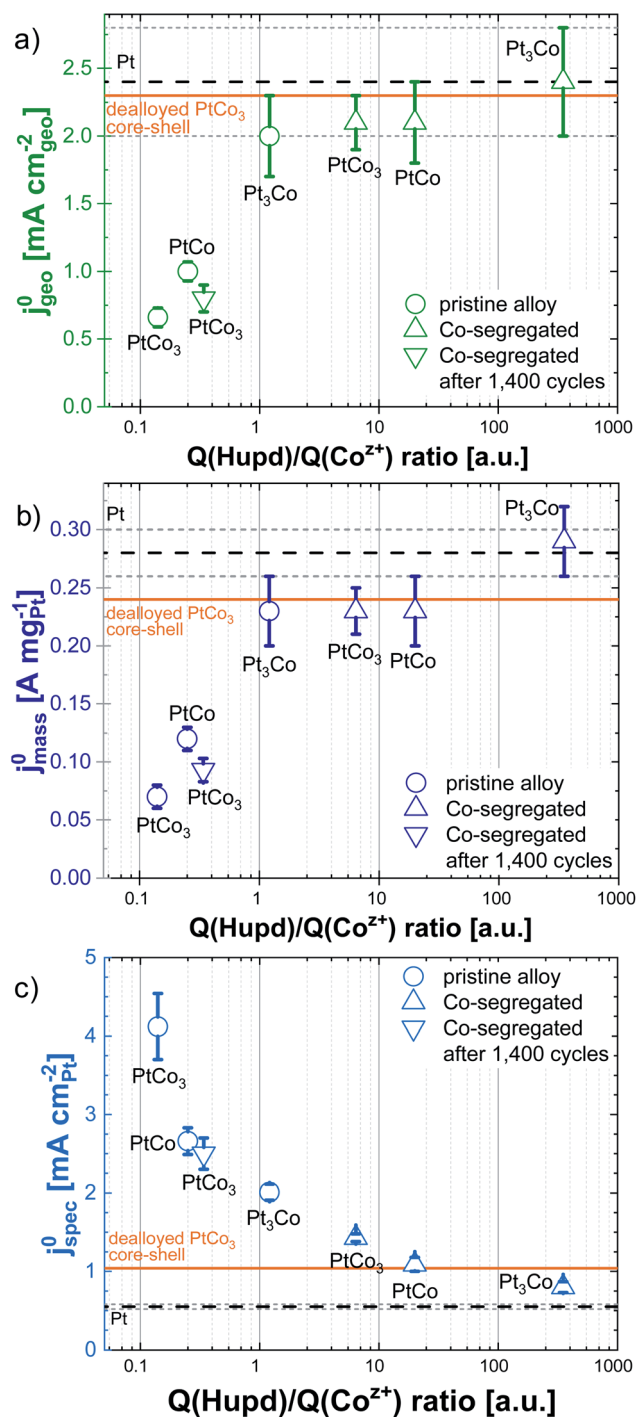 a)
Pt
dealloyed PtCo₃
core-shell
Pt₃Co
PtCo₃
PtCo
Pt₃Co
PtCo
PtCo₃
PtCo₃
pristine alloy
Co-segregated
Co-segregated
after 1,400 cycles
2.5
2.0
1.5
1.0
0.5
0.0
j⁰geo [mA cm⁻²geo]
0.1 1 10 100 1000
Q(Hupd)/Q(Coᶻ⁺) ratio [a.u.]
b)
Pt
dealloyed PtCo₃
core-shell
Pt₃Co
Pt₃Co
PtCo₃
PtCo
PtCo
PtCo₃
PtCo₃
pristine alloy
Co-segregated
Co-segregated
after 1,400 cycles
0.30
0.25
0.20
0.15
0.10
0.05
0.00
j⁰mass [A mg⁻¹Pt]
0.1 1 10 100 1000
Q(Hupd)/Q(Coᶻ⁺) ratio [a.u.]
c)
pristine alloy
Co-segregated
Co-segregated
after 1,400 cycles
PtCo₃
PtCo
PtCo₃
Pt₃Co
dealloyed PtCo₃
core-shell
PtCo₃
PtCo
Pt₃Co
Pt
5
4
3
2
1
0
j⁰spec [mA cm⁻²Pt]
0.1 1 10 100 1000
Q(Hupd)/Q(Coᶻ⁺) ratio [a.u.]